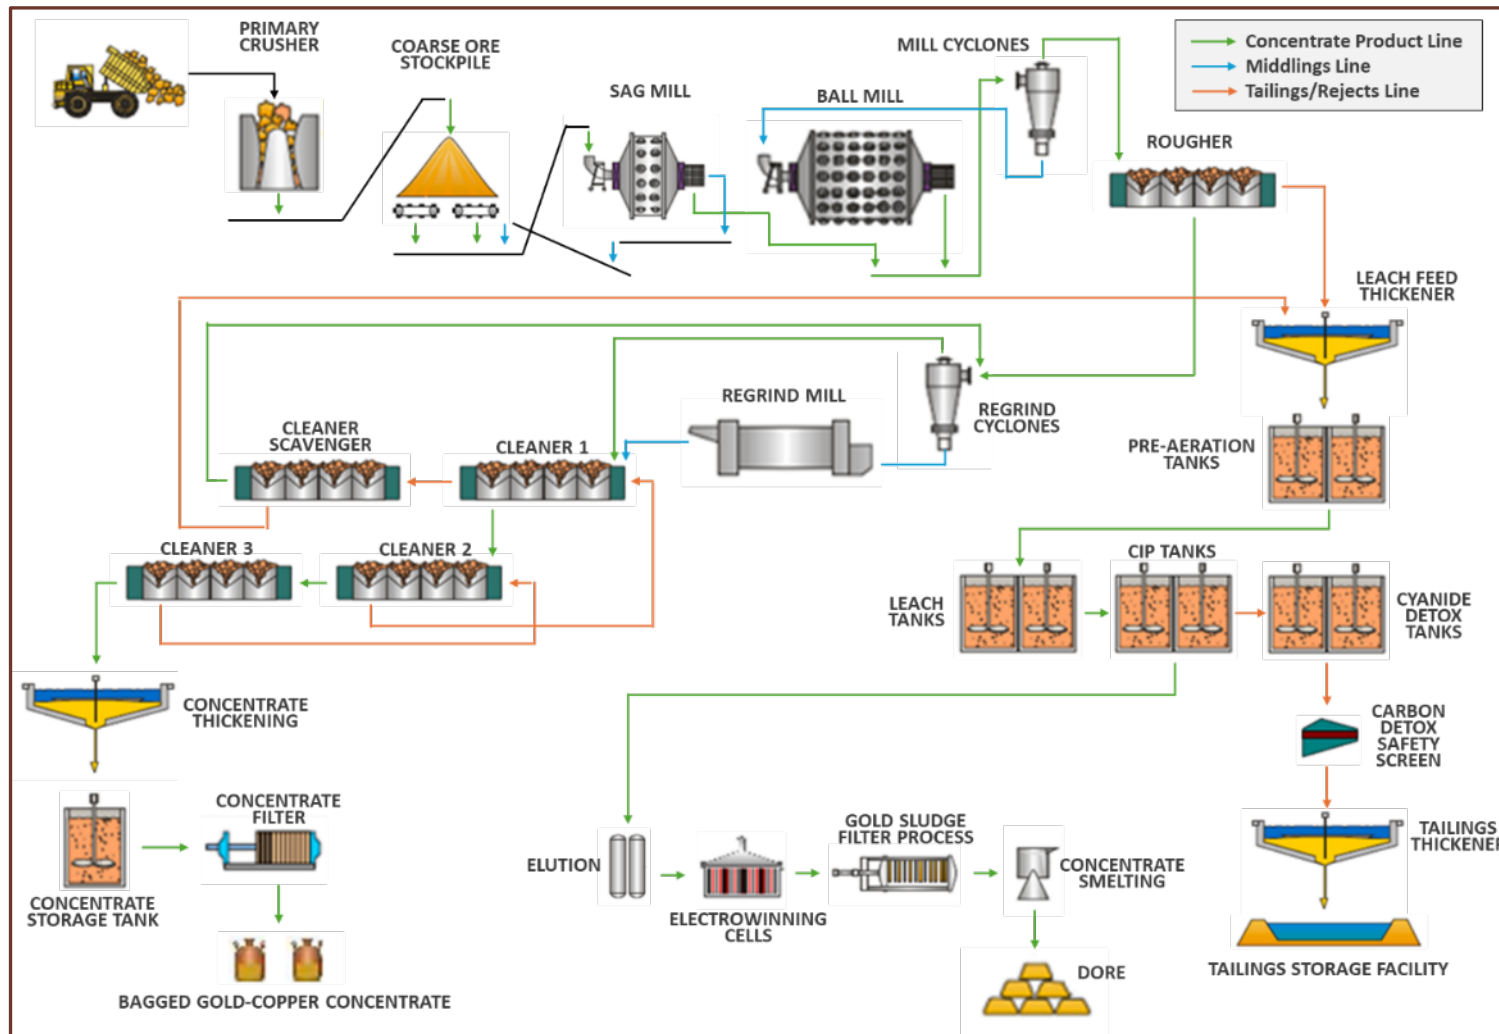 PRIMARY
CRUSHER
COARSE ORE
STOCKPILE
SAG MILL
BALL MILL
MILL CYCLONES
Concentrate Product Line
Middlings Line
Tailings/Rejects Line
ROUGHER
LEACH FEED
THICKENER
REGRIND MILL
REGRIND
CYCLONES
CLEANER
SCAVENGER
CLEANER 1
PRE-AERATION
TANKS
CLEANER 3
CLEANER 2
CIP TANKS
LEACH
TANKS
CYANIDE
DETOX
TANKS
CONCENTRATE
THICKENING
CARBON
DETOX
SAFETY
SCREEN
CONCENTRATE
FILTER
GOLD SLUDGE
FILTER PROCESS
TAILINGS
THICKENER
ELUTION
CONCENTRATE
SMELTING
CONCENTRATE
STORAGE TANK
ELECTROWINNING
CELLS
DORE
TAILINGS STORAGE FACILITY
BAGGED GOLD-COPPER CONCENTRATE